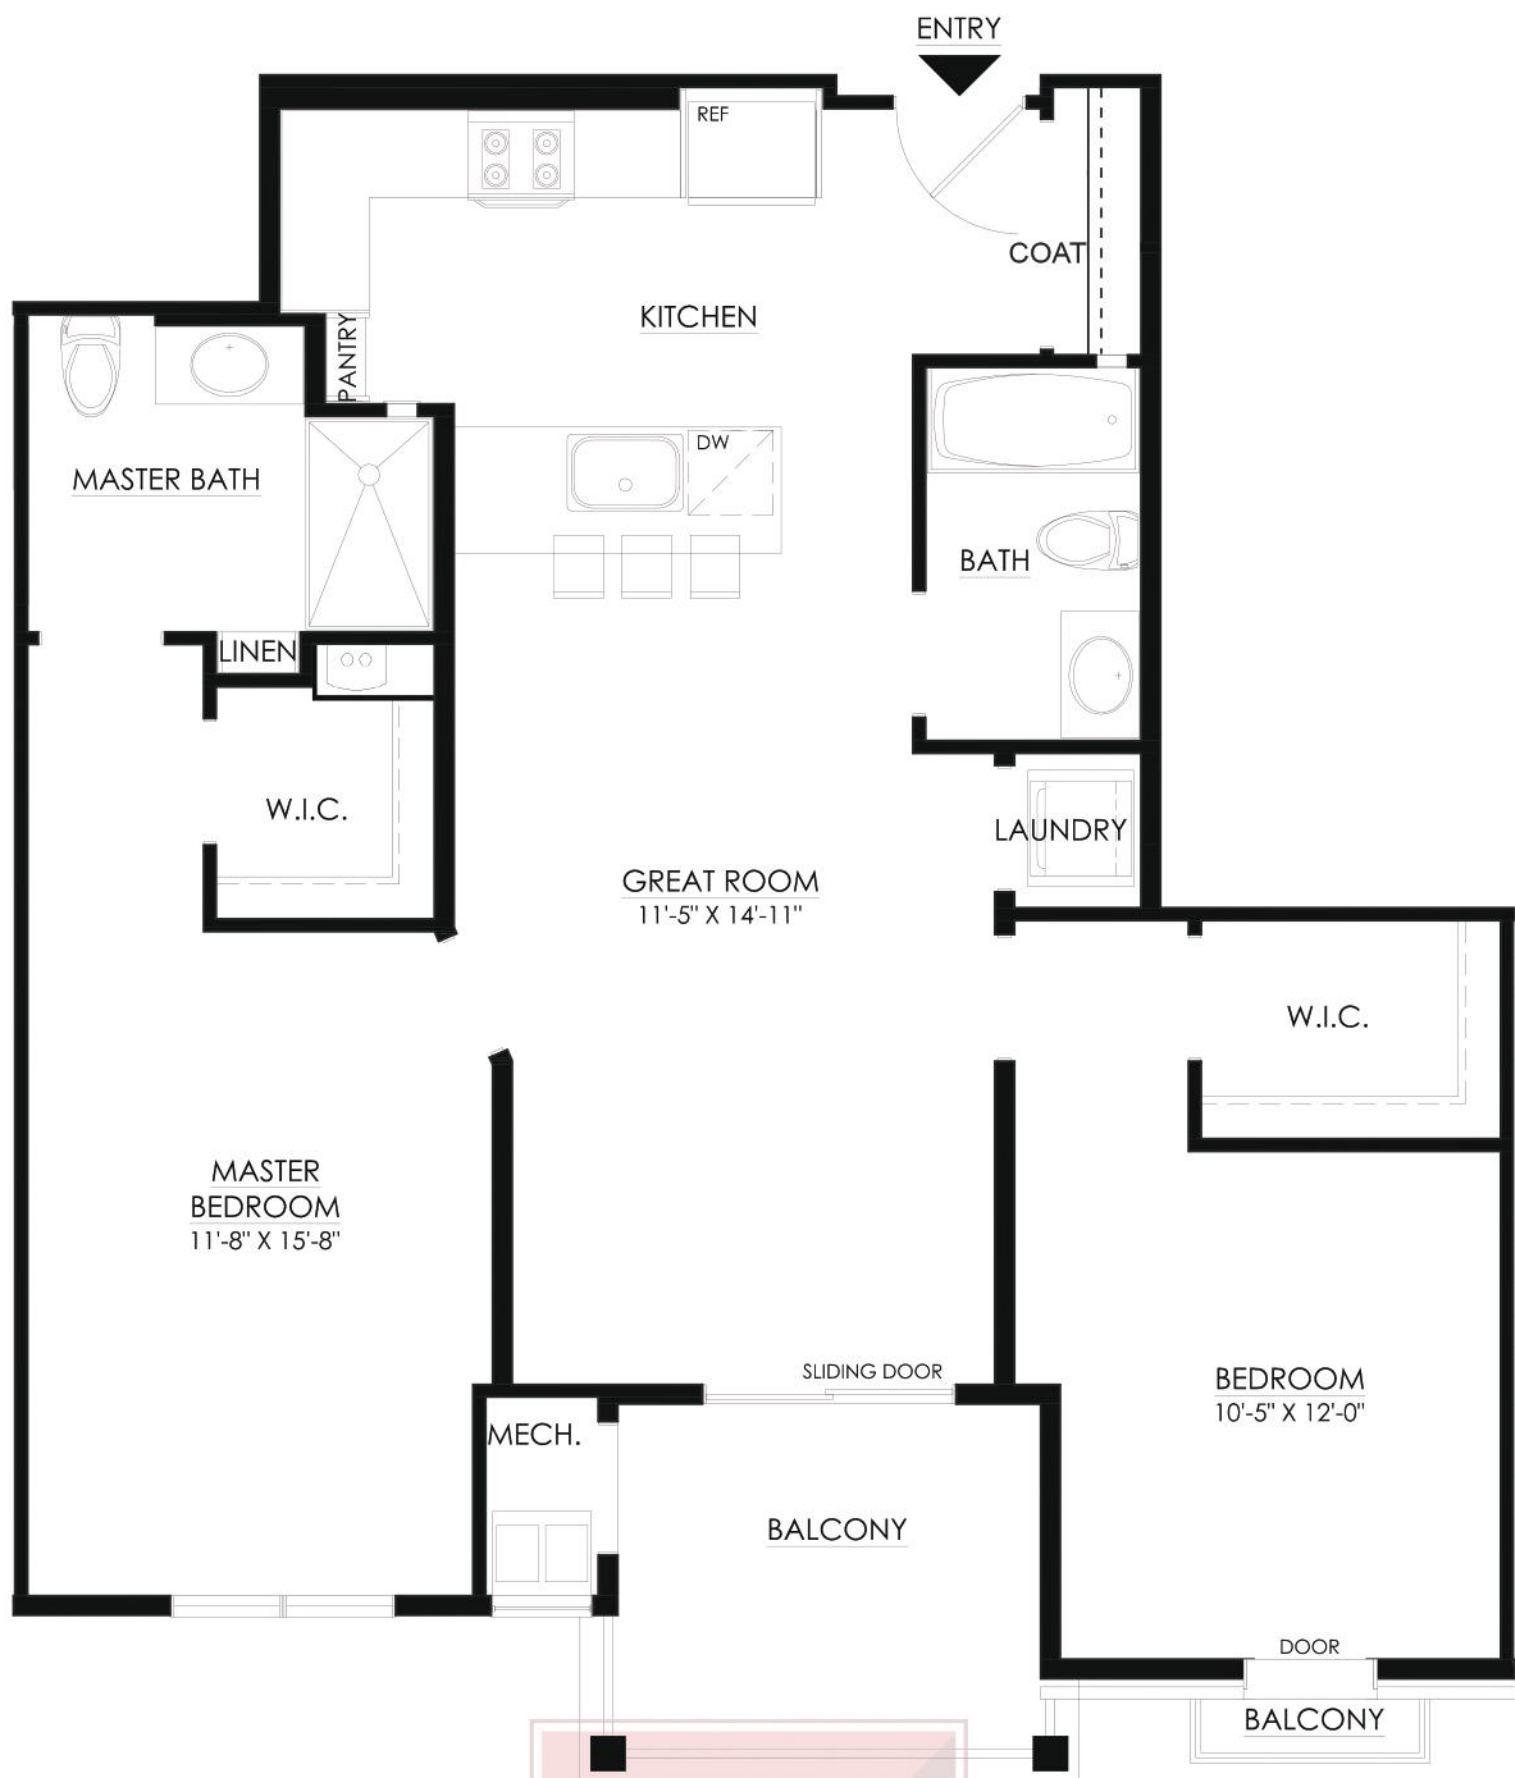 ENTRY
REF
COAT
KITCHEN
PANTRY
DW
MASTER BATH
BATH
LINEN
W.I.C.
LAUNDRY
GREAT ROOM
11'-5" X 14'-11"
W.I.C.
MASTER
BEDROOM
11'-8" X 15'-8"
SLIDING DOOR
BEDROOM
10'-5" X 12'-0"
MECH.
BALCONY
DOOR
BALCONY